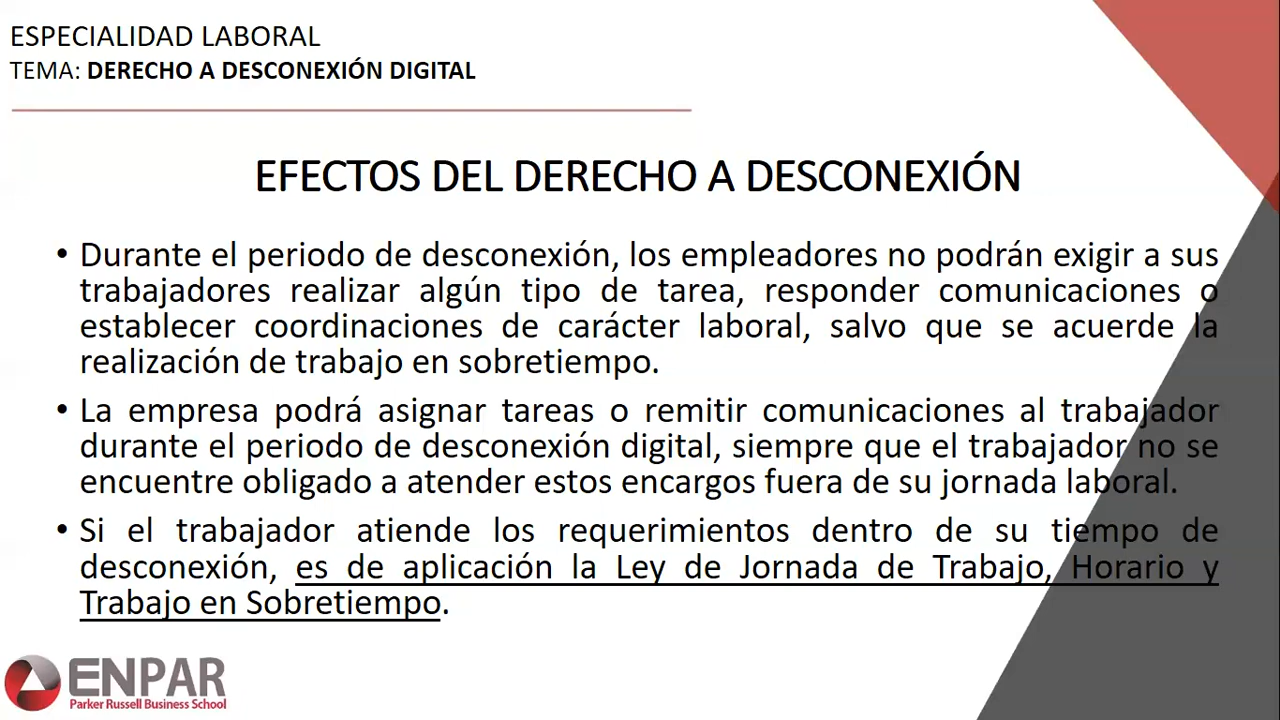 ESPECIALIDAD LABORAL
TEMA: DERECHO A DESCONEXIÓN DIGITAL
EFECTOS DEL DERECHO A DESCONEXIÓN
• Durante el periodo de desconexión, los empleadores no podrán exigir a sus
trabajadores realizar algún tipo de tarea, responder comunicaciones o
establecer coordinaciones de carácter laboral, salvo que se acuerde la
realización de trabajo en sobretiempo.
• La empresa podrá asignar tareas o remitir comunicaciones al trabajador
durante el periodo de desconexión digital, siempre que el trabajador no se
encuentre obligado a atender estos encargos fuera de su jornada laboral.
• Si el trabajador atiende los requerimientos dentro de su tiempo de
desconexión, es de aplicación la Ley de Jornada de Trabajo, Horario y
Trabajo en Sobretiempo.
ENPAR
Parker Russell Business School